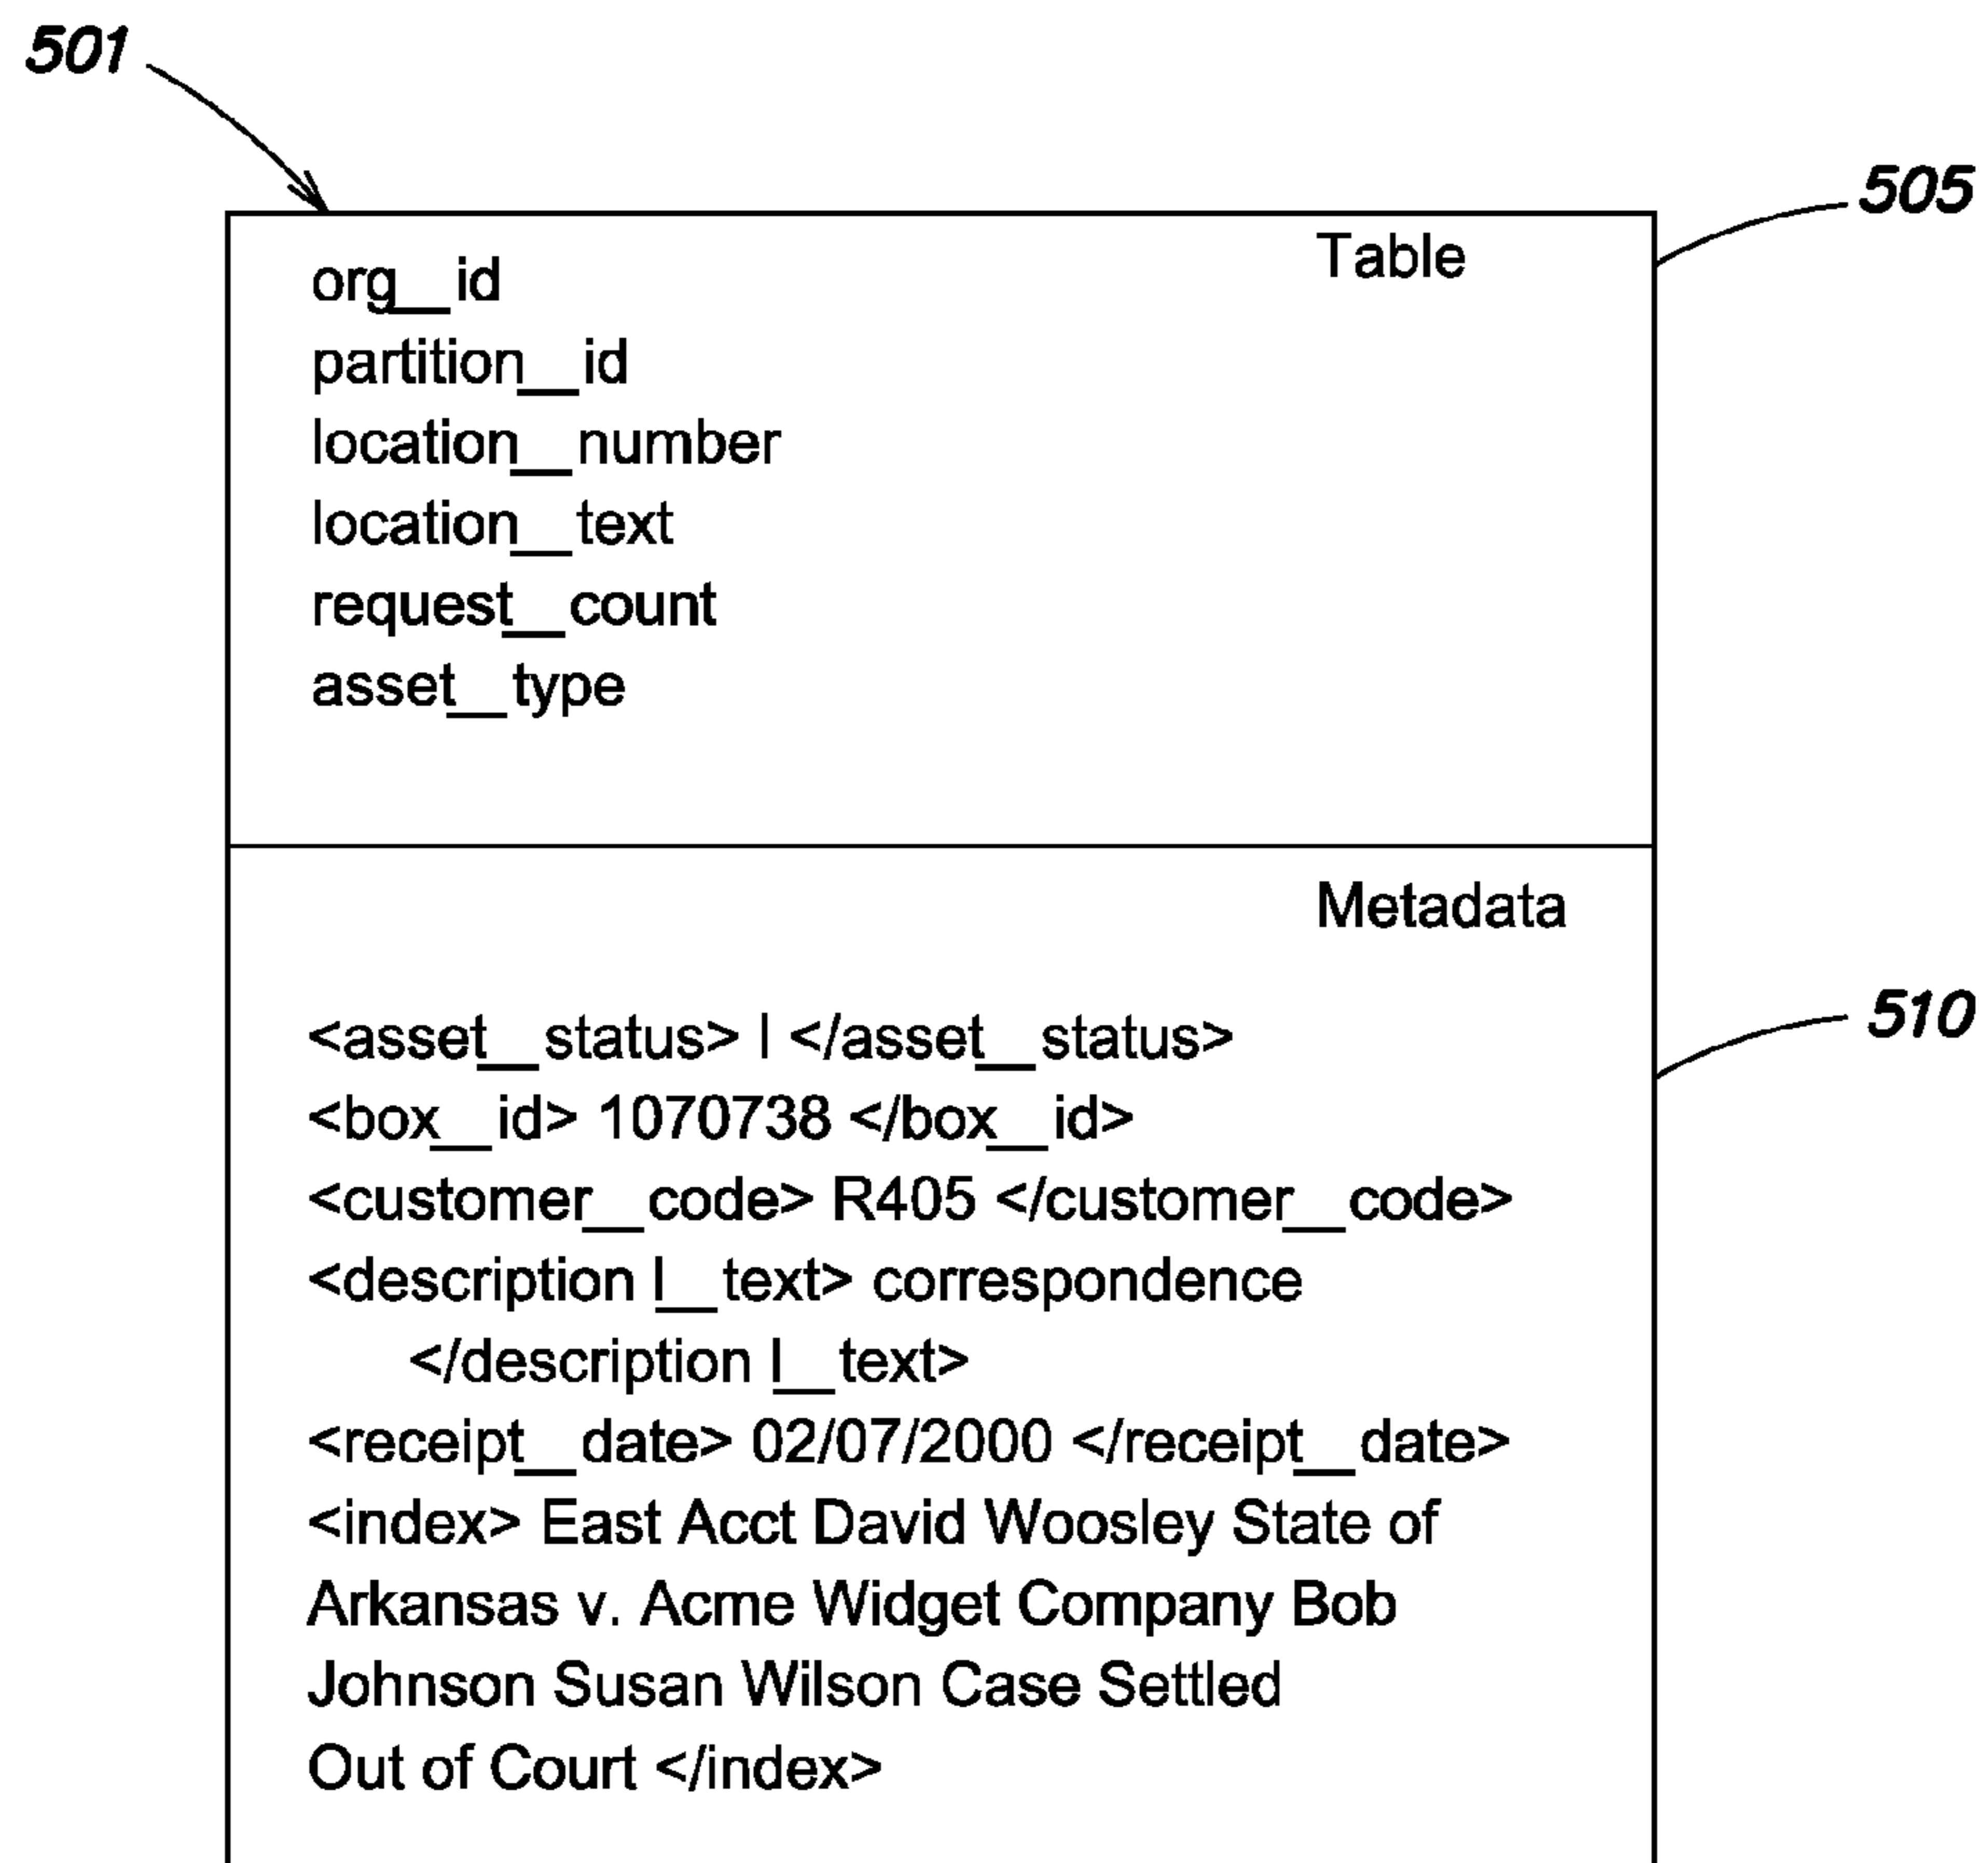 501
505
Table
org__id
partition__id
location__number
location__text
request__count
asset__type
Metadata
510
<asset__status> I </asset__status>
<box__id> 1070738 </box__id>
<customer__code> R405 </customer__code>
<description I__text> correspondence
</description I__text>
<receipt__date> 02/07/2000 </receipt__date>
<index> East Acct David Woosley State of
Arkansas v. Acme Widget Company Bob
Johnson Susan Wilson Case Settled
Out of Court </index>